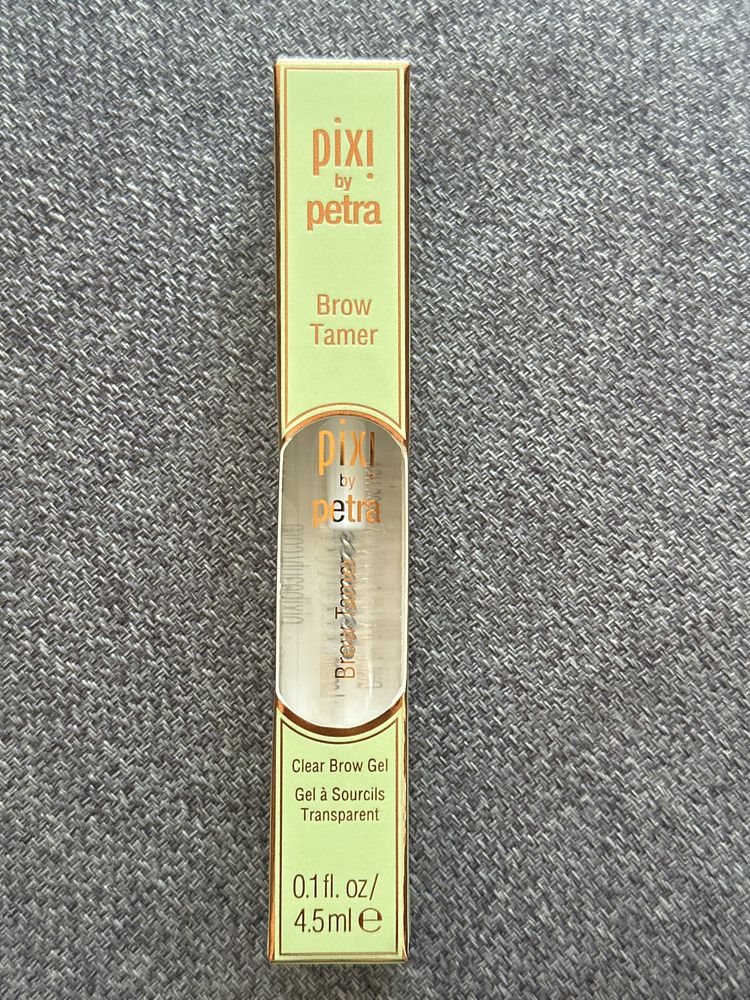 pixi
by
petra
Brow
Tamer
pixi
by
petra
Brow Tamer
Clear Brow Gel
Gel à Sourcils
Transparent
0.1 fl. oz/
4.5ml e